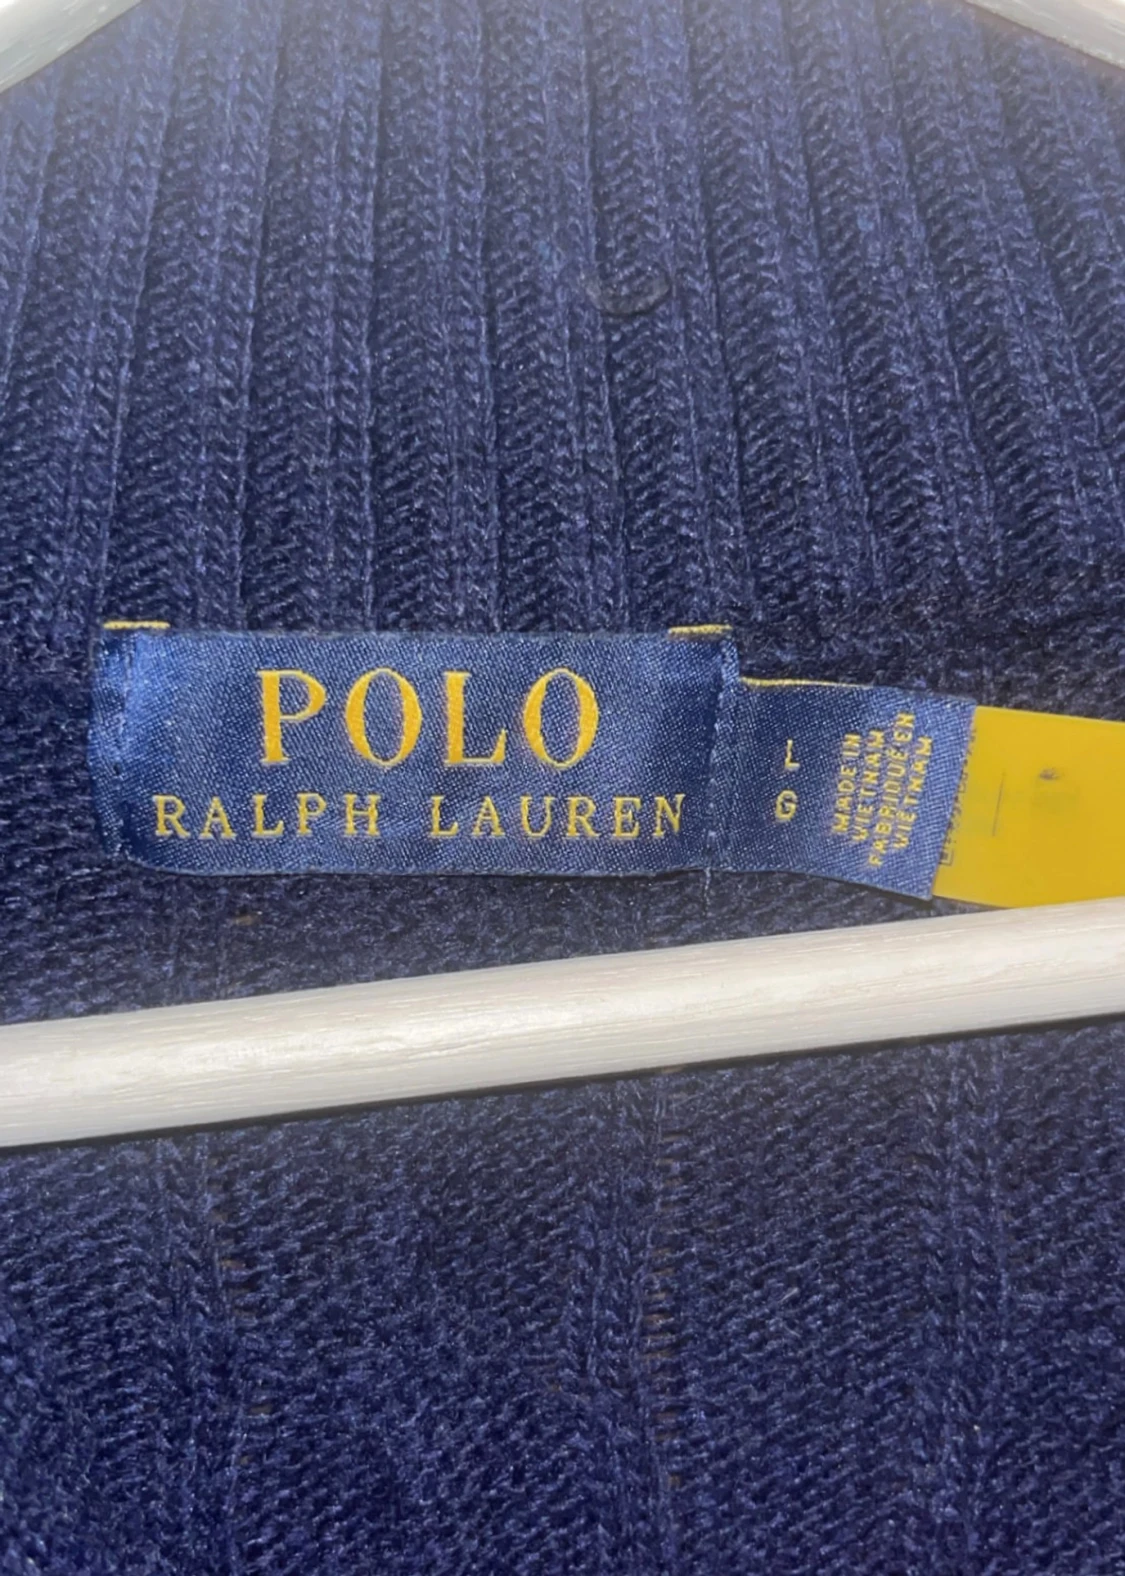 POLO
RALPH LAUREN
L
G
MADE IN
VIETNAM
FABRIQUÉ EN
VIETNAM